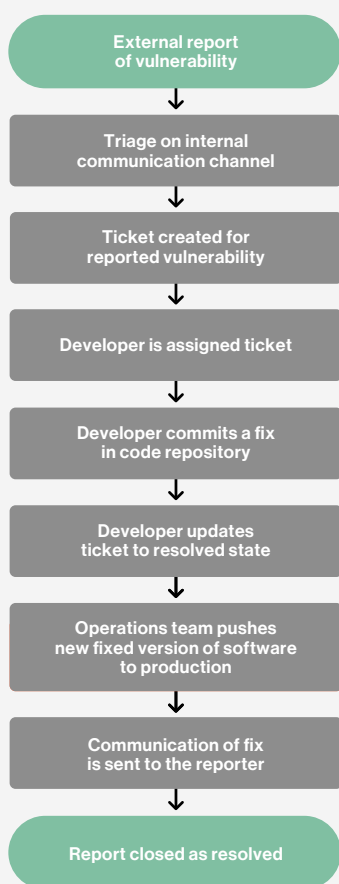 External report
of vulnerability
Triage on internal
communication channel
Ticket created for
reported vulnerability
Developer is assigned ticket
Developer commits a fix
in code repository
Developer updates
ticket to resolved state
Operations team pushes
new fixed version of software
to production
Communication of fix
is sent to the reporter
Report closed as resolved